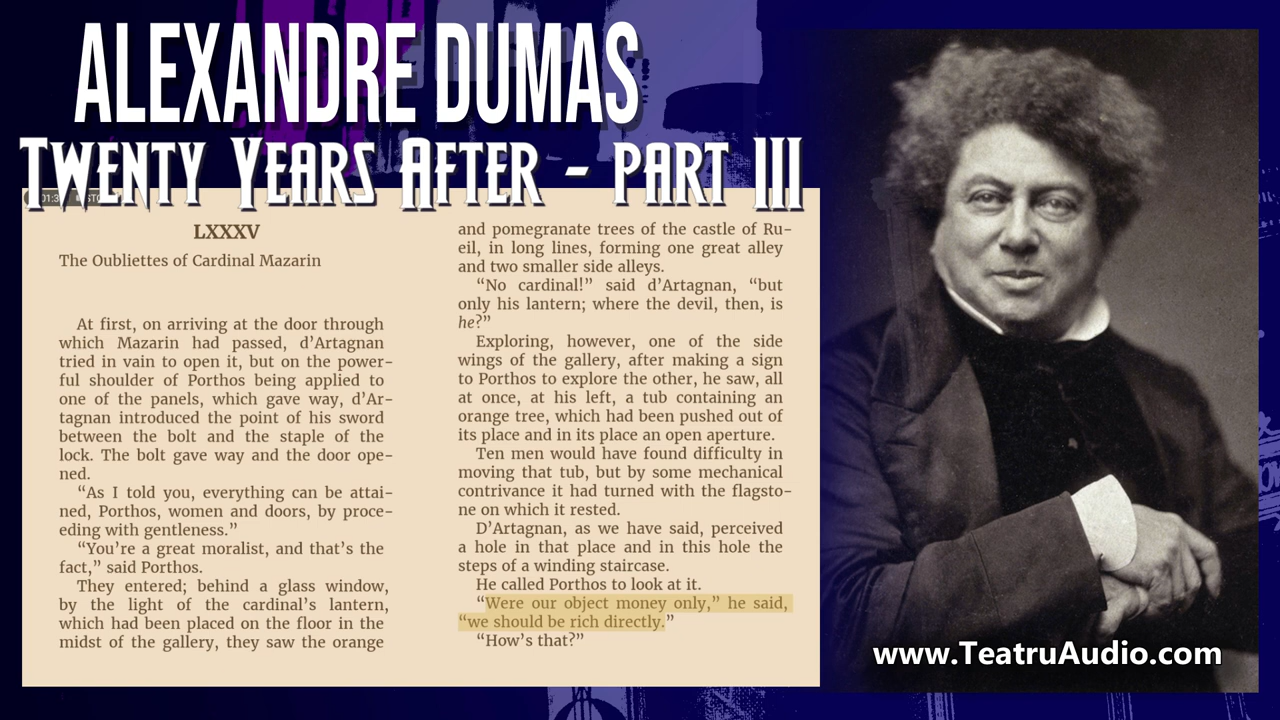 ALEXANDRE DUMAS
TWENTY YEARS AFTER - PART III
LXXXV
The Oubliettes of Cardinal Mazarin
At first, on arriving at the door through
which Mazarin had passed, d’Artagnan
tried in vain to open it, but on the power-
ful shoulder of Porthos being applied to
one of the panels, which gave way, d’Ar-
tagnan introduced the point of his sword
between the bolt and the staple of the
lock. The bolt gave way and the door ope-
ned.
“As I told you, everything can be attai-
ned, Porthos, women and doors, by proce-
eding with gentleness.”
“You’re a great moralist, and that’s the
fact,” said Porthos.
They entered; behind a glass window,
by the light of the cardinal’s lantern,
which had been placed on the floor in the
midst of the gallery, they saw the orange
and pomegranate trees of the castle of Ru-
eil, in long lines, forming one great alley
and two smaller side alleys.
“No cardinal!” said d’Artagnan, “but
only his lantern; where the devil, then, is
he?”
Exploring, however, one of the side
wings of the gallery, after making a sign
to Porthos to explore the other, he saw, all
at once, at his left, a tub containing an
orange tree, which had been pushed out of
its place and in its place an open aperture.
Ten men would have found difficulty in
moving that tub, but by some mechanical
contrivance it had turned with the flagsto-
ne on which it rested.
D’Artagnan, as we have said, perceived
a hole in that place and in this hole the
steps of a winding staircase.
He called Porthos to look at it.
“Were our object money only,” he said,
“we should be rich directly.”
“How’s that?”
www.TeatruAudio.com